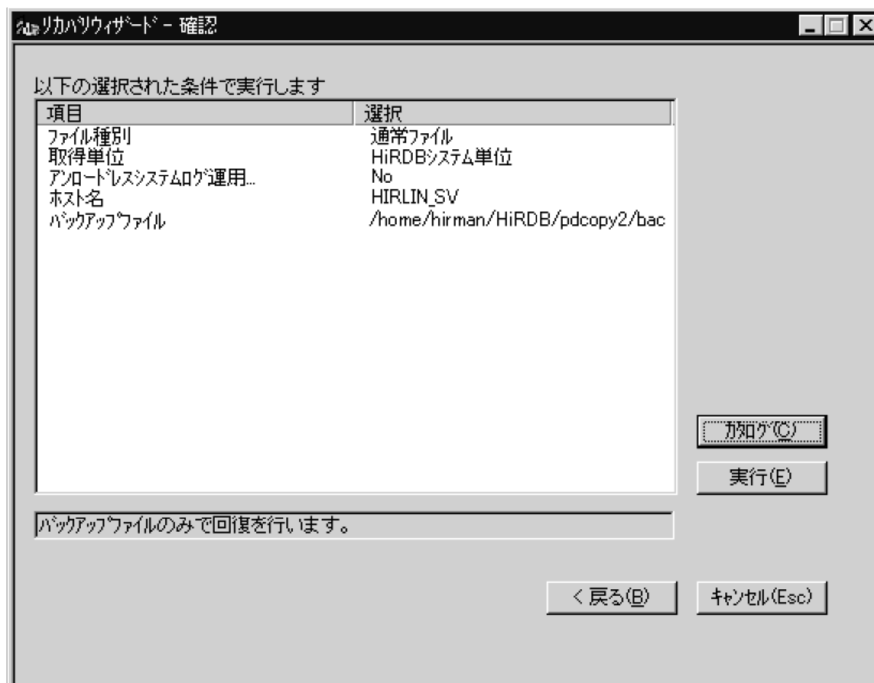 リカバリウィザード - 確認
以下の選択された条件で実行します
項目 選択
ファイル種別 通常ファイル
取得単位 HiRDBシステム単位
アンロードレスシステムログ運用... No
ホスト名 HIRLIN_SV
バックアップファイル /home/hirman/HiRDB/pdcopy2/bac
カタログ(C)
実行(E)
バックアップファイルのみで回復を行います。
< 戻る(B) キャンセル(Esc)